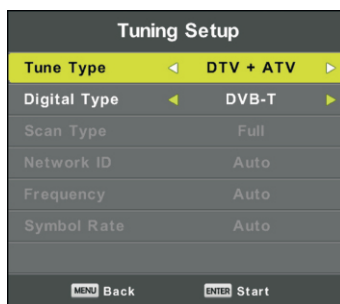 Tuning Setup
Tune Type DTV + ATV
Digital Type DVB-T
Scan Type Full
Network ID Auto
Frequency Auto
Symbol Rate Auto
MENU Back ENTER Start